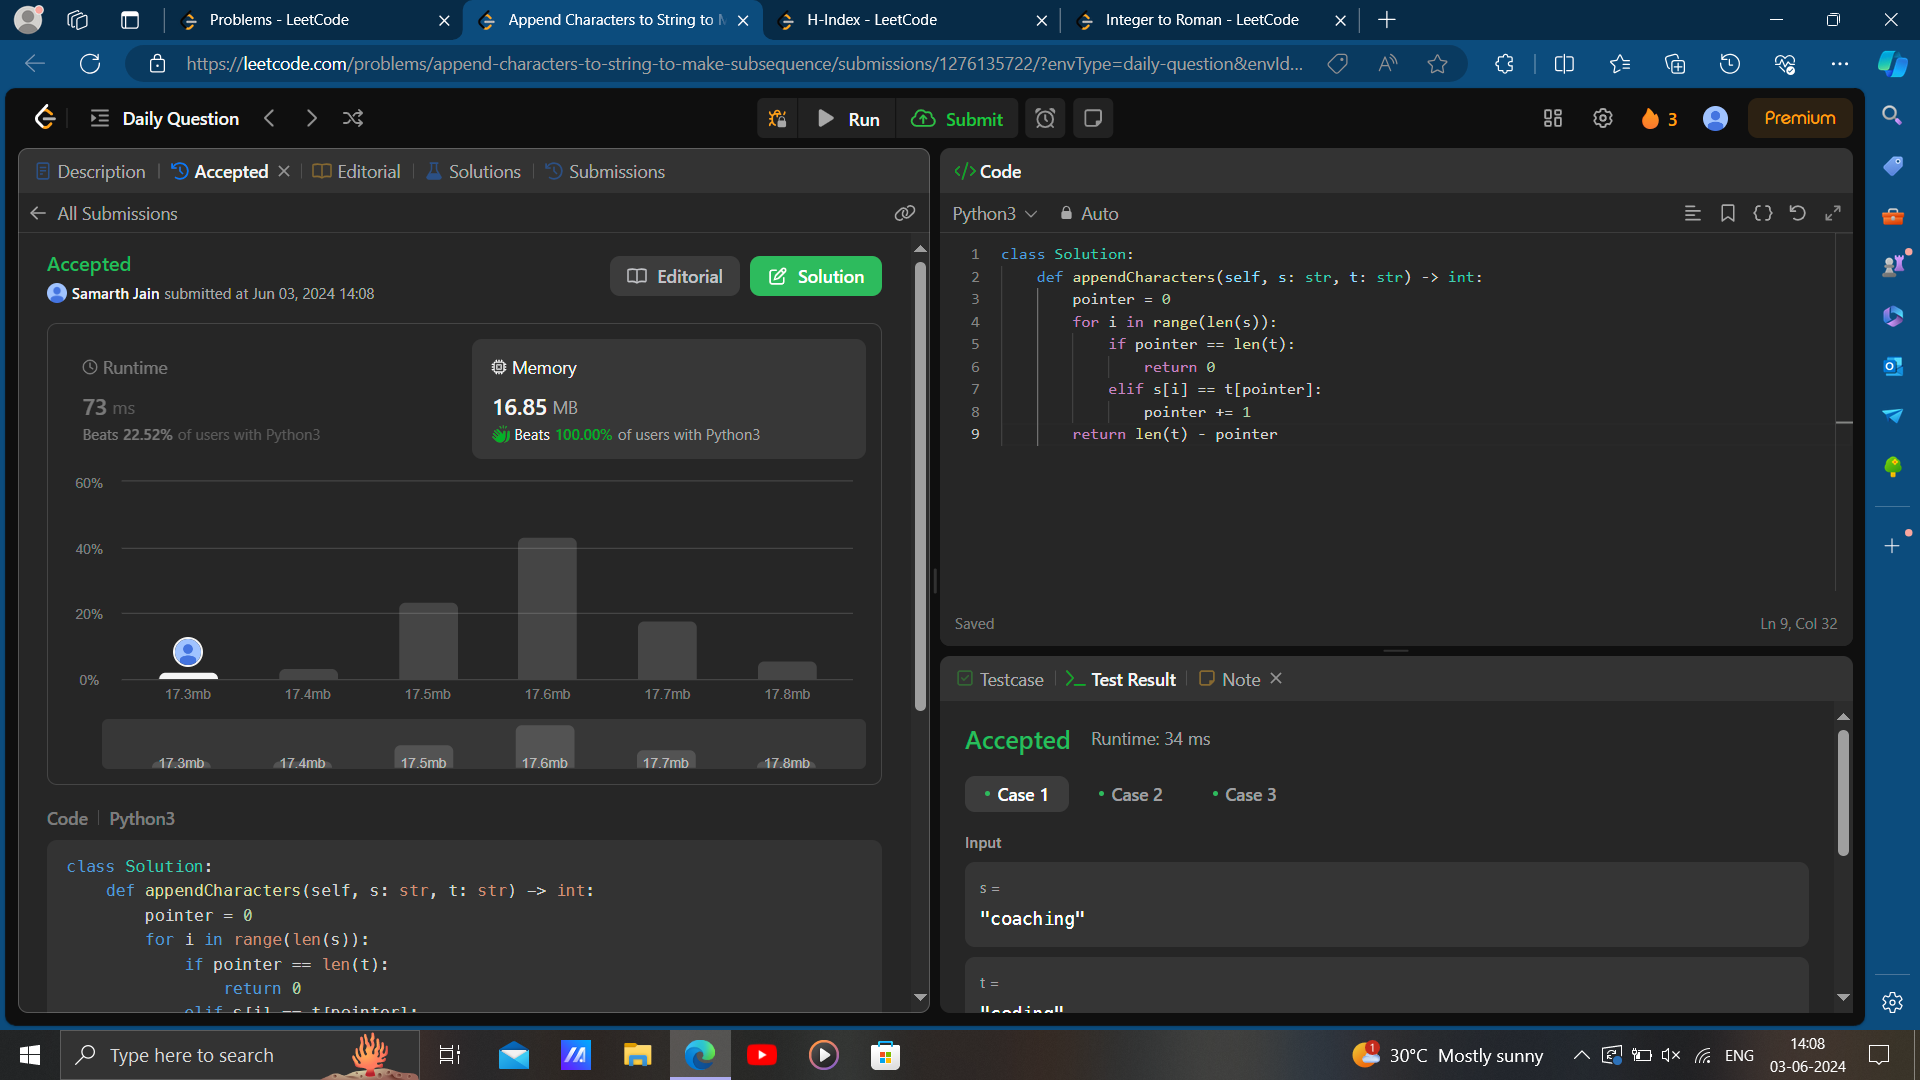 Problems - LeetCode
Append Characters to String to M
H-Index - LeetCode
Integer to Roman - LeetCode
https://leetcode.com/problems/append-characters-to-string-to-make-subsequence/submissions/1276135722/?envType=daily-question&envId...
Daily Question
Run
Submit
3
Premium
Description
Accepted
Editorial
Solutions
Submissions
All Submissions
Accepted
Samarth Jain submitted at Jun 03, 2024 14:08
Editorial
Solution
Runtime
73 ms
Beats 22.52% of users with Python3
Memory
16.85 MB
Beats 100.00% of users with Python3
60%
40%
20%
0%
17.3mb 17.4mb 17.5mb 17.6mb 17.7mb 17.8mb
17.3mb 17.4mb 17.5mb 17.6mb 17.7mb 17.8mb
Code | Python3
class Solution:
def appendCharacters(self, s: str, t: str) -> int:
pointer = 0
for i in range(len(s)):
if pointer == len(t):
return 0
elif s[i] == t[pointer]:
</> Code
Python3
Auto
1 class Solution:
2 def appendCharacters(self, s: str, t: str) -> int:
3 pointer = 0
4 for i in range(len(s)):
5 if pointer == len(t):
6 return 0
7 elif s[i] == t[pointer]:
8 pointer += 1
9 return len(t) - pointer
Saved
Ln 9, Col 32
Testcase
Test Result
Note
Accepted Runtime: 34 ms
Case 1
Case 2
Case 3
Input
s =
"coaching"
t =
"coding"
Type here to search
1
30°C Mostly sunny
ENG
14:08
03-06-2024